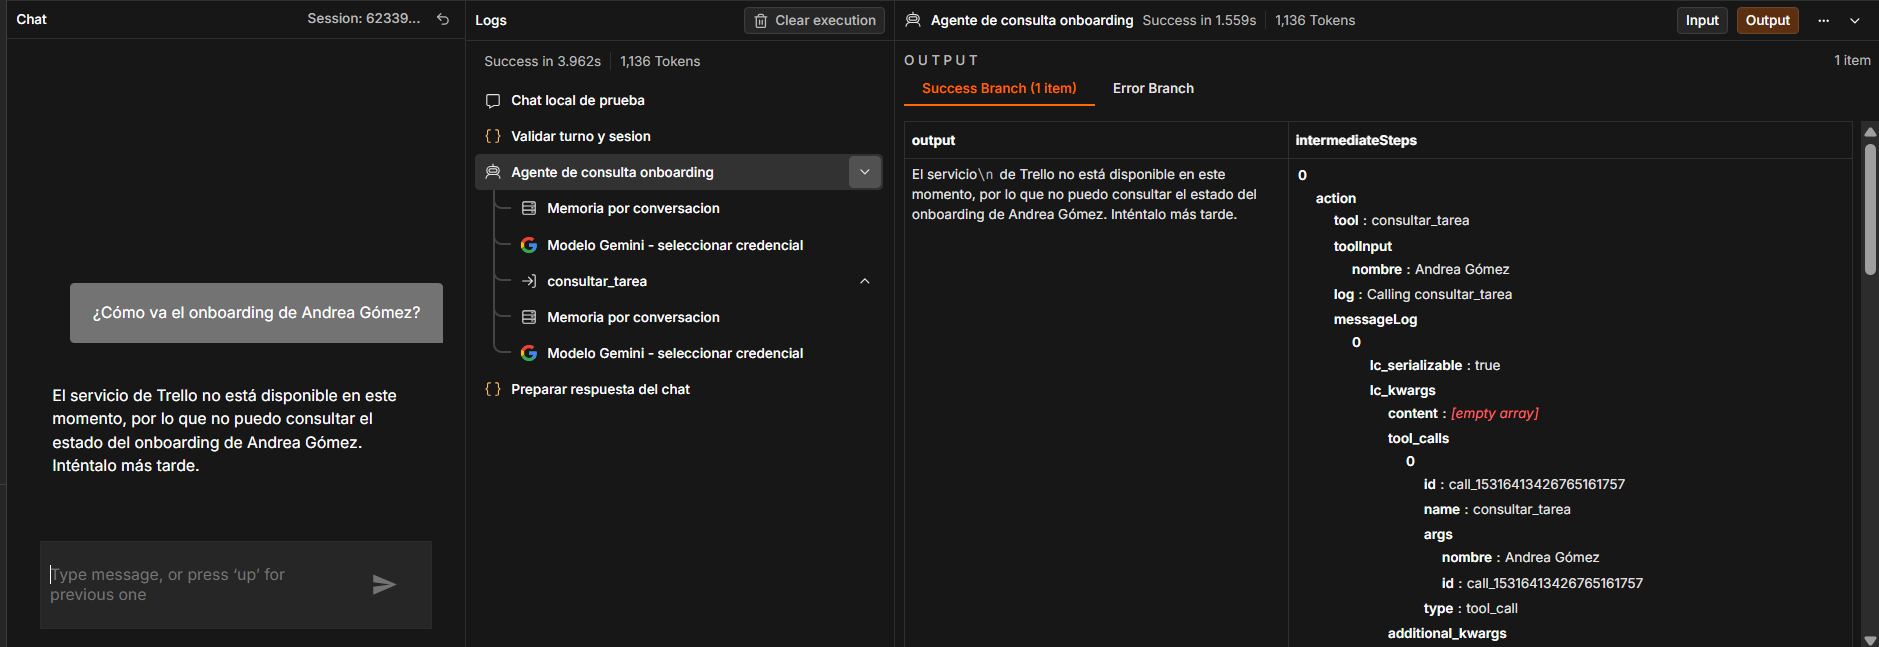 Chat
Session: 62339...
¿Cómo va el onboarding de Andrea Gómez?
El servicio de Trello no está disponible en este
momento, por lo que no puedo consultar el
estado del onboarding de Andrea Gómez.
Inténtalo más tarde.
Type message, or press ‘up’ for
previous one
Logs
Clear execution
Success in 3.962s 1,136 Tokens
Chat local de prueba
{} Validar turno y sesion
Agente de consulta onboarding
Memoria por conversacion
Modelo Gemini - seleccionar credencial
consultar_tarea
Memoria por conversacion
Modelo Gemini - seleccionar credencial
{} Preparar respuesta del chat
Agente de consulta onboarding Success in 1.559s 1,136 Tokens
Input Output ...
OUTPUT
1 item
Success Branch (1 item) Error Branch
output
El servicio\n de Trello no está disponible en este
momento, por lo que no puedo consultar el estado del
onboarding de Andrea Gómez. Inténtalo más tarde.
intermediateSteps
0
action
tool : consultar_tarea
toolInput
nombre : Andrea Gómez
log : Calling consultar_tarea
messageLog
0
lc_serializable : true
lc_kwargs
content : [empty array]
tool_calls
0
id : call_15316413426765161757
name : consultar_tarea
args
nombre : Andrea Gómez
id : call_15316413426765161757
type : tool_call
additional_kwargs